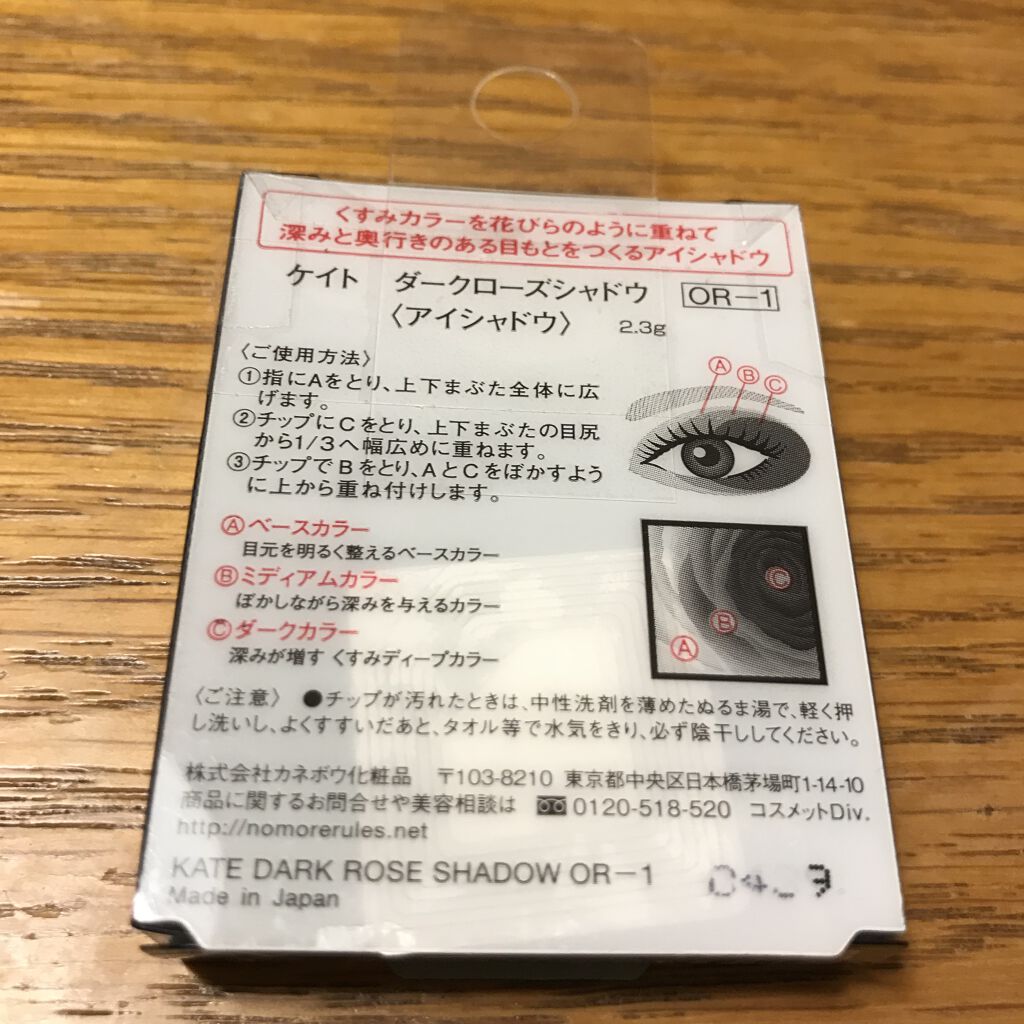 くすみカラーを花びらのように重ねて
深みと奥行きのある目もとをつくるアイシャドウ
ケイト ダークローズシャドウ OR-1
〈アイシャドウ〉 2.3g
〈ご使用方法〉
①指にAをとり、上下まぶた全体に広
げます。
②チップにCをとり、上下まぶたの目尻
から1/3へ幅広めに重ねます。
③チップでBをとり、AとCをぼかすよう
に上から重ね付けします。
Ⓐ Ⓑ Ⓒ
Ⓐベースカラー
目元を明るく整えるベースカラー
Ⓑミディアムカラー
ぼかしながら深みを与えるカラー
Ⓒダークカラー
深みが増す くすみディープカラー
Ⓒ
Ⓑ
Ⓐ
〈ご注意〉 ●チップが汚れたときは、中性洗剤を薄めたぬるま湯で、軽く押
し洗いし、よくすすいだあと、タオル等で水気をきり、必ず陰干ししてください。
株式会社カネボウ化粧品 〒103-8210 東京都中央区日本橋茅場町1-14-10
商品に関するお問合せや美容相談は 0120-518-520 コスメットDiv.
http://nomorerules.net
KATE DARK ROSE SHADOW OR-1
Made in Japan